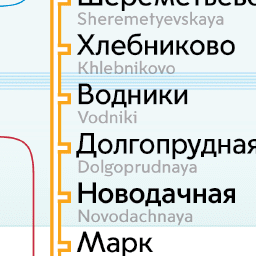 Sheremetyevskaya
Хлебниково
Khlebnikovo
Водники
Vodniki
Долгопрудная
Dolgoprudnaya
Новодачная
Novodachnaya
Марк